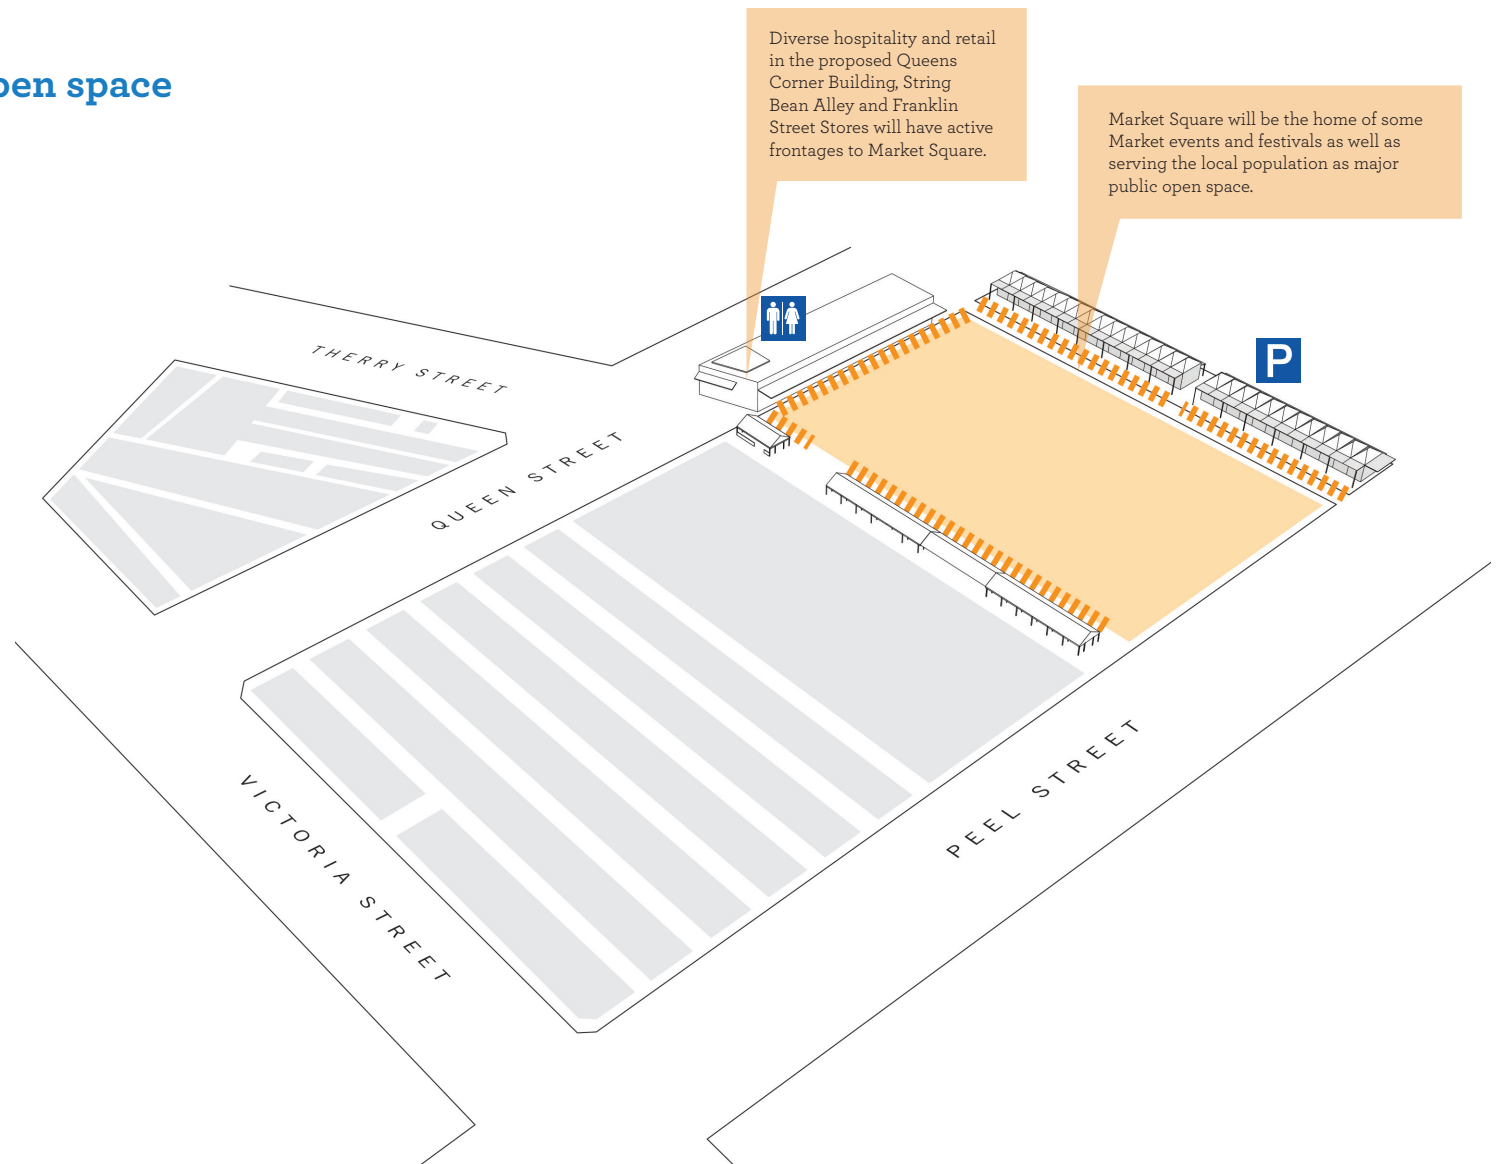 pen space
Diverse hospitality and retail
in the proposed Queens
Corner Building, String
Bean Alley and Franklin
Street Stores will have active
frontages to Market Square.
Market Square will be the home of some
Market events and festivals as well as
serving the local population as major
public open space.
P
THERRY STREET
QUEEN STREET
PEEL STREET
VICTORIA STREET